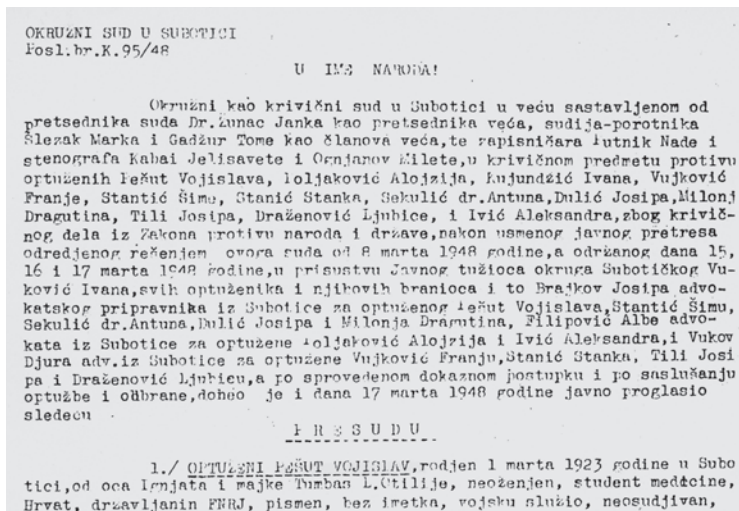 OKRUZNI SUD U SUBOTICI
Posl.br.K.95/48
U IME NARODA!
Okružni kao krivični sud u Subotici u veću sastavljenom od
pretsednika suda Dr.Žunac Janka kao pretsednika veća, sudija-porotnika
Šlezak Marka i Gadžur Tome kao članova veća,te zapisničara Putnik Nade i
stenografa Kabai Jelisavete i Ognjanov Milete,u krivičnom predmetu protivu
optuženih Pešut Vojislava, Poljaković Alojzija, Kujundžić Ivana, Vujković
Franje, Stantić Šime, Stanić Stanka, Sekulić dr.Antuna,Dulić Josipa,Milonj
Dragutina, Tili Josipa, Draženović Ljubice, i Ivić Aleksandra,zbog krivič-
nog dela iz Zakona protivu naroda i države,nakon usmenog javnog pretresa
odredjenog rešenjem ovoga suda od 8 marta 1948 godine,a održanog dana 15,
16 i 17 marta 1948 godine,u prisustvu Javnog tužioca okruga Subotičkog Vu-
ković Ivana,svih optuženika i njihovih branioca i to Brajkov Josipa advo-
katskog pripravnika iz Subotice za optuženog Pešut Vojislava,Stantić Šimu,
Sekulić dr.Antuna,Dulić Josipa i Milonja Dragutina, Filipović Albe advo-
kata iz Subotice za optužene Poljaković Alojzija i Ivić Aleksandra,i Vukov
Djura adv.iz Subotice za optužene Vujković Franju,Stanić Stanka, Tili Josi
pa i Draženović Ljubicu,a po sprovedenom dokaznom postupku i po saslušanju
optužbe i odbrane,doneo je i dana 17 marta 1948 godine javno proglasio
sledeću
P R E S U D U
1./ OPTUŽENI PEŠUT VOJISLAV,rodjen 1 marta 1923 godine u Subo
tici,od oca Ignjata i majke Tumbas L.Otilije, neoženjen, student medicine,
Hrvat, državljanin FNRJ, pismen, bez imetka, vojsku služio, neosudjivan,